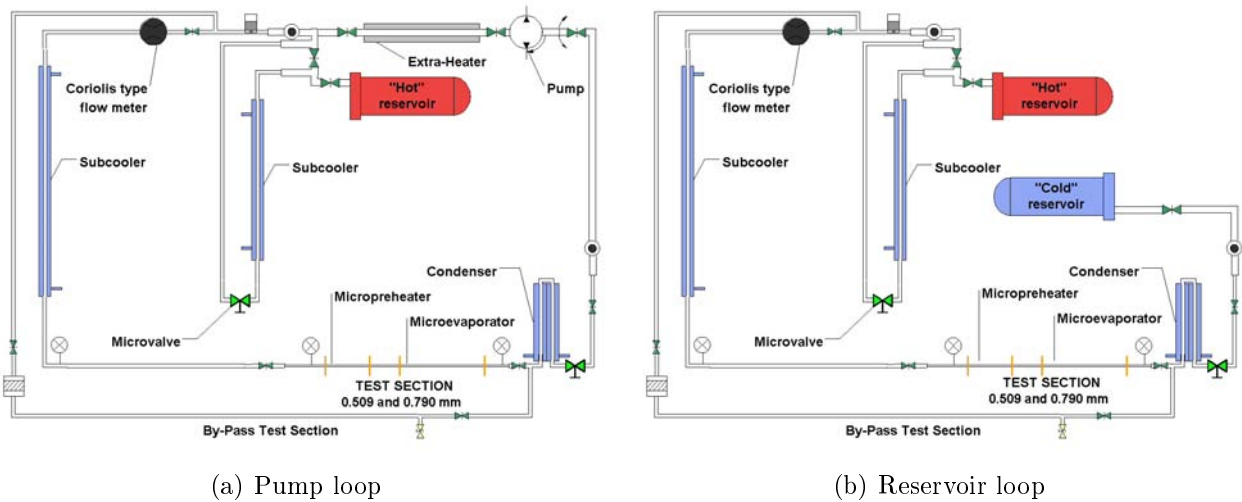 Extra-Heater
Pump
Coriolis type
flow meter
"Hot"
reservoir
Subcooler
Subcooler
Condenser
Micropreheater
Microevaporator
Microvalve
TEST SECTION
0.509 and 0.790 mm
By-Pass Test Section
(a) Pump loop
Coriolis type
flow meter
"Hot"
reservoir
Subcooler
Subcooler
"Cold"
reservoir
Condenser
Micropreheater
Microevaporator
Microvalve
TEST SECTION
0.509 and 0.790 mm
By-Pass Test Section
(b) Reservoir loop